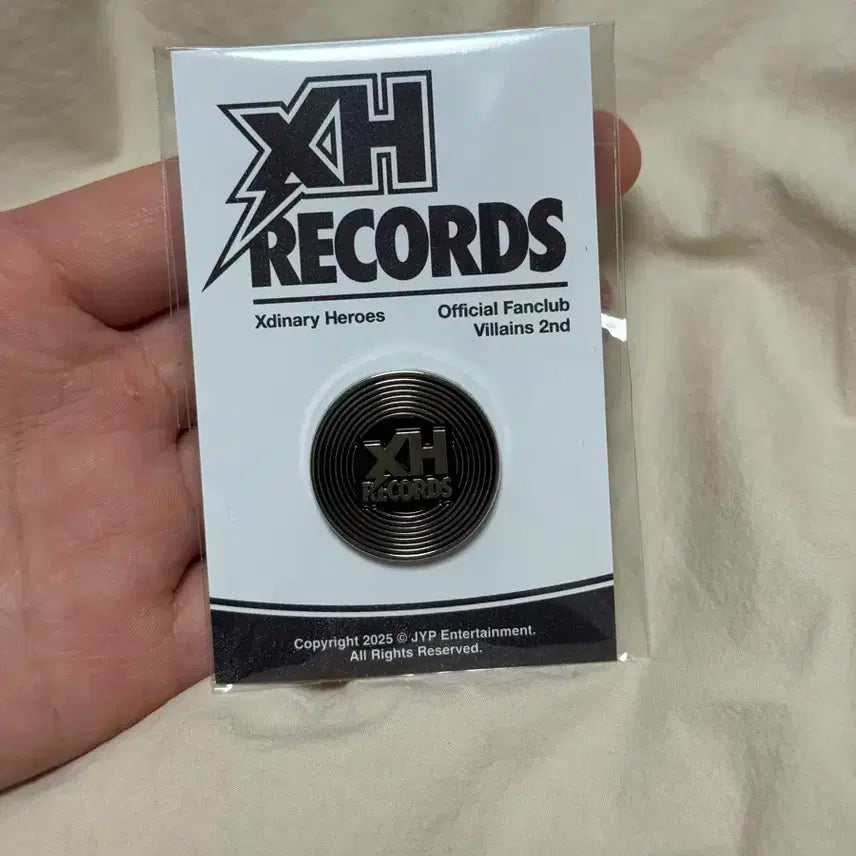 XH
RECORDS
Xdinary Heroes
Official Fanclub
Villains 2nd
XH
RECORDS
Copyright 2025 © JYP Entertainment.
All Rights Reserved.